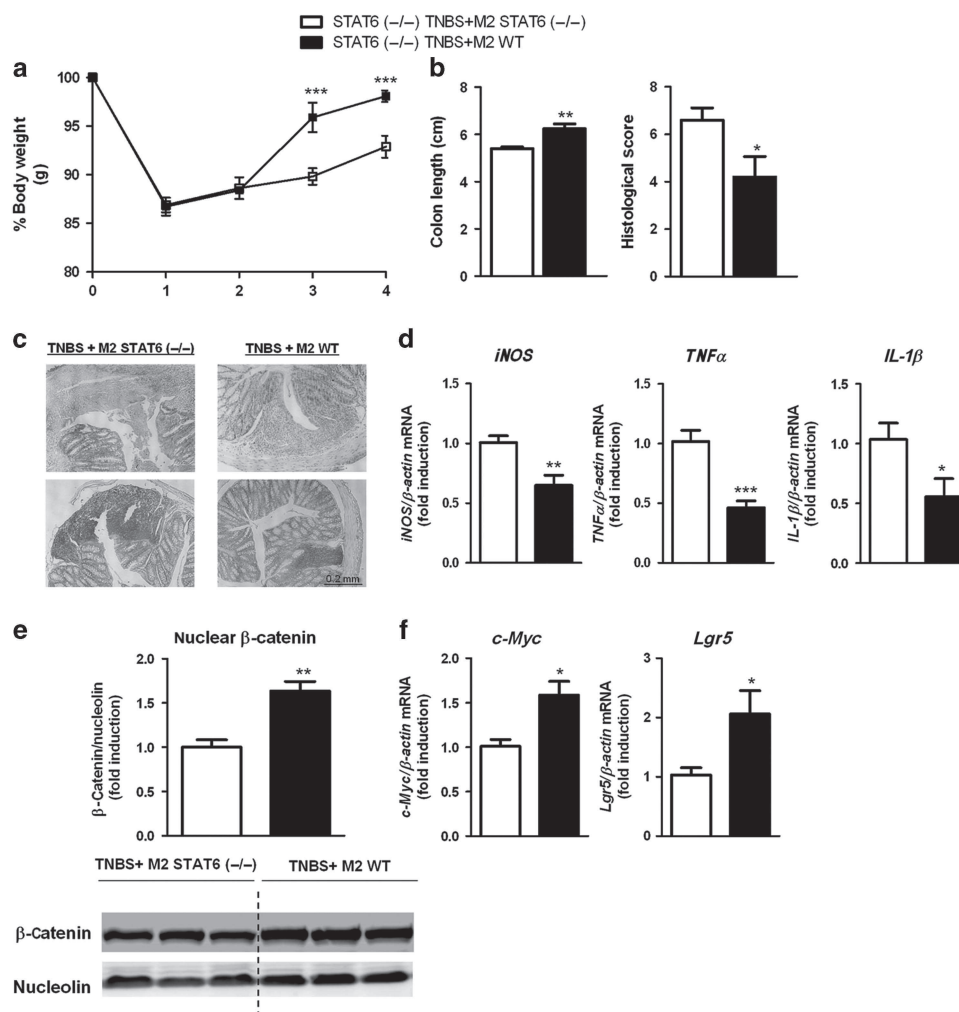 STAT6 (–/–) TNBS+M2 STAT6 (–/–)
STAT6 (–/–) TNBS+M2 WT
a
% Body weight
(g)
100
95
90
85
80
0
1
2
3
4
***
***
b
Colon length (cm)
8
6
4
2
0
**
Histological score
8
6
4
2
0
*
c
TNBS + M2 STAT6 (–/–)
TNBS + M2 WT
0.2 mm
d
iNOS
iNOS/β-actin mRNA
(fold induction)
1.5
1.0
0.5
0.0
**
TNFα
TNFα/β-actin mRNA
(fold induction)
1.5
1.0
0.5
0.0
***
IL-1β
IL-1β/β-actin mRNA
(fold induction)
1.5
1.0
0.5
0.0
*
e
Nuclear β-catenin
β-Catenin/nucleolin
(fold induction)
2.0
1.5
1.0
0.5
0.0
**
TNBS+ M2 STAT6 (–/–)
TNBS+ M2 WT
β-Catenin
Nucleolin
f
c-Myc
c-Myc/β-actin mRNA
(fold induction)
2.0
1.5
1.0
0.5
0.0
*
Lgr5
Lgr5/β-actin mRNA
(fold induction)
3
2
1
0
*